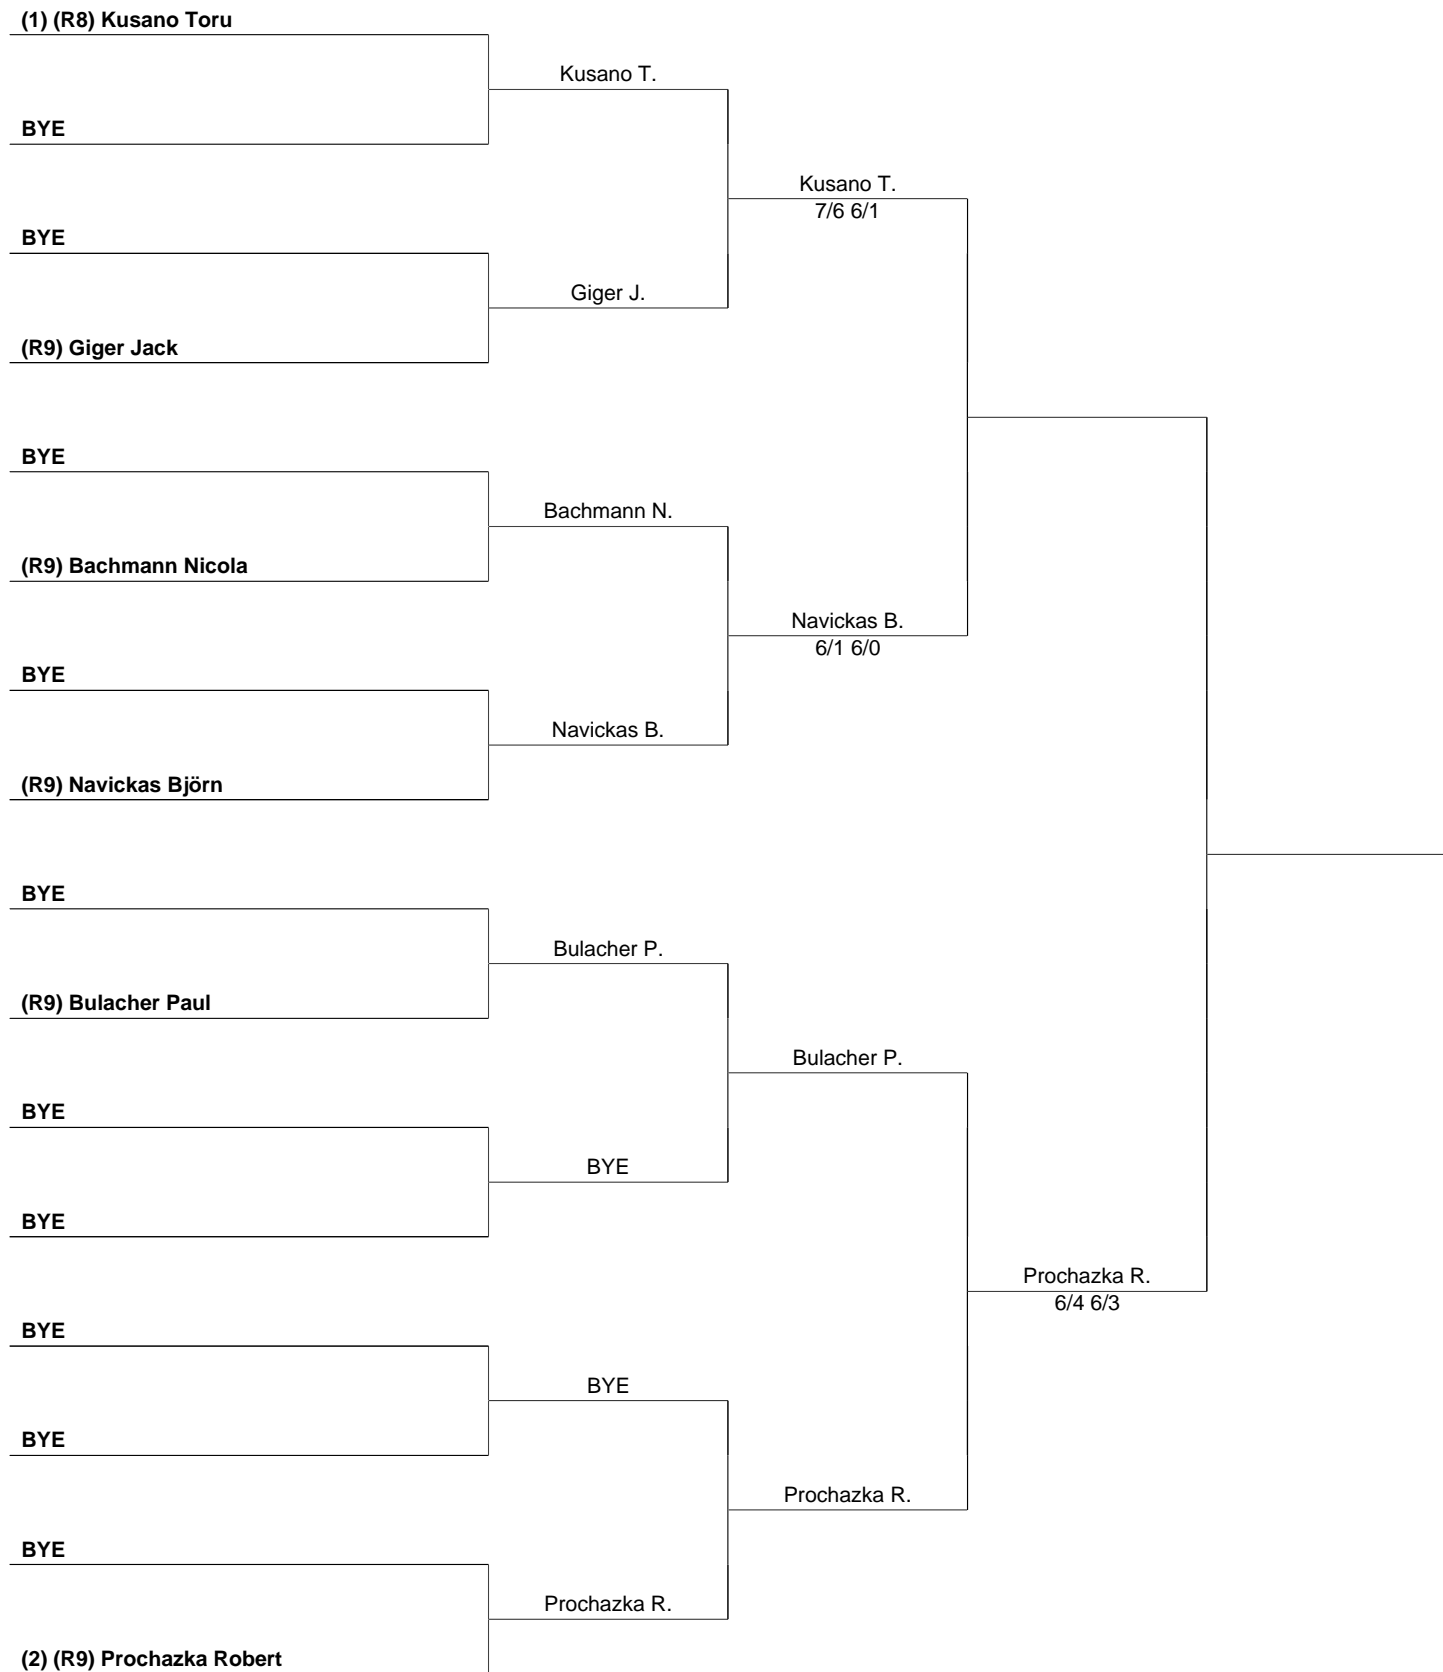 (1) (R8) Kusano Toru
Kusano T.
BYE
Kusano T.
7/6 6/1
BYE
Giger J.
(R9) Giger Jack
BYE
Bachmann N.
(R9) Bachmann Nicola
Navickas B.
6/1 6/0
BYE
Navickas B.
(R9) Navickas Björn
BYE
Bulacher P.
(R9) Bulacher Paul
Bulacher P.
BYE
BYE
BYE
Prochazka R.
6/4 6/3
BYE
BYE
BYE
Prochazka R.
BYE
Prochazka R.
(2) (R9) Prochazka Robert